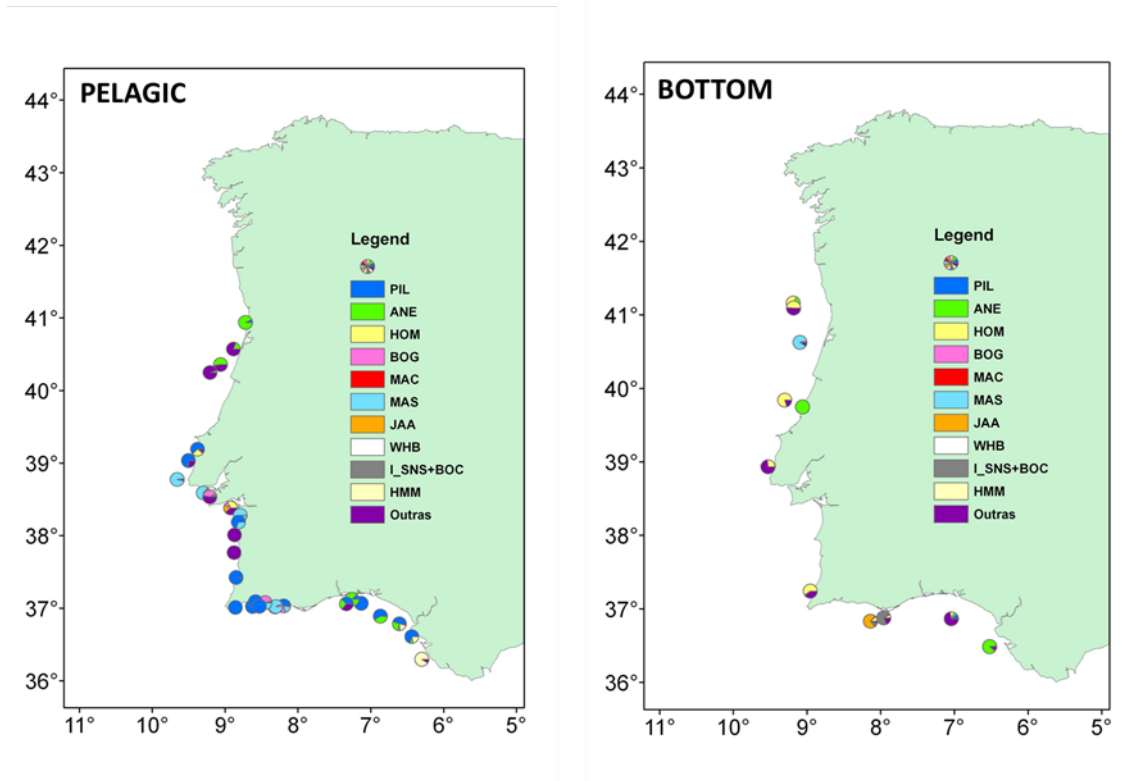 PELAGIC
44°
43°
42°
41°
40°
39°
38°
37°
36°
11°
10°
9°
8°
7°
6°
5°
Legend
PIL
ANE
HOM
BOG
MAC
MAS
JAA
WHB
I_SNS+BOC
HMM
Outras
BOTTOM
44°
43°
42°
41°
40°
39°
38°
37°
36°
11°
10°
9°
8°
7°
6°
5°
Legend
PIL
ANE
HOM
BOG
MAC
MAS
JAA
WHB
I_SNS+BOC
HMM
Outras